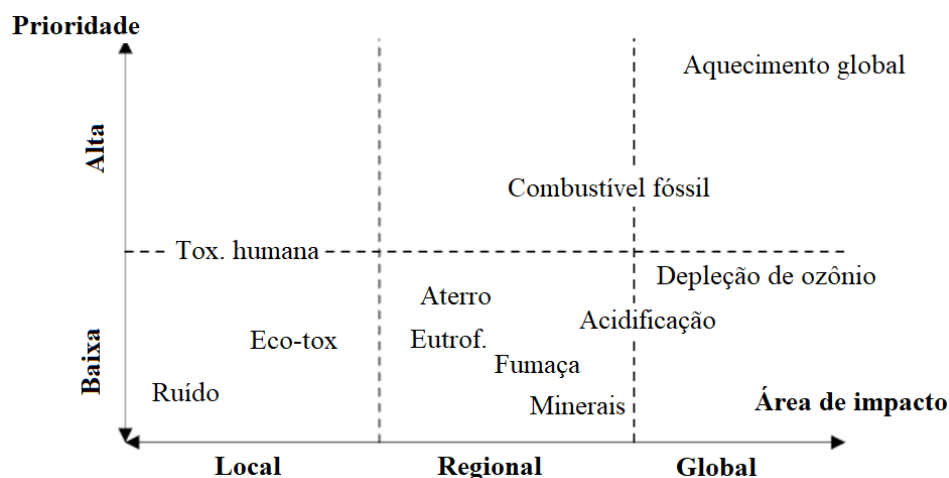 Prioridade
Aquecimento global
Alta
Combustível fóssil
Tox. humana
Depleção de ozônio
Aterro
Acidificação
Eco-tox
Eutrof.
Fumaça
Baixa
Ruído
Minerais
Área de impacto
Local
Regional
Global